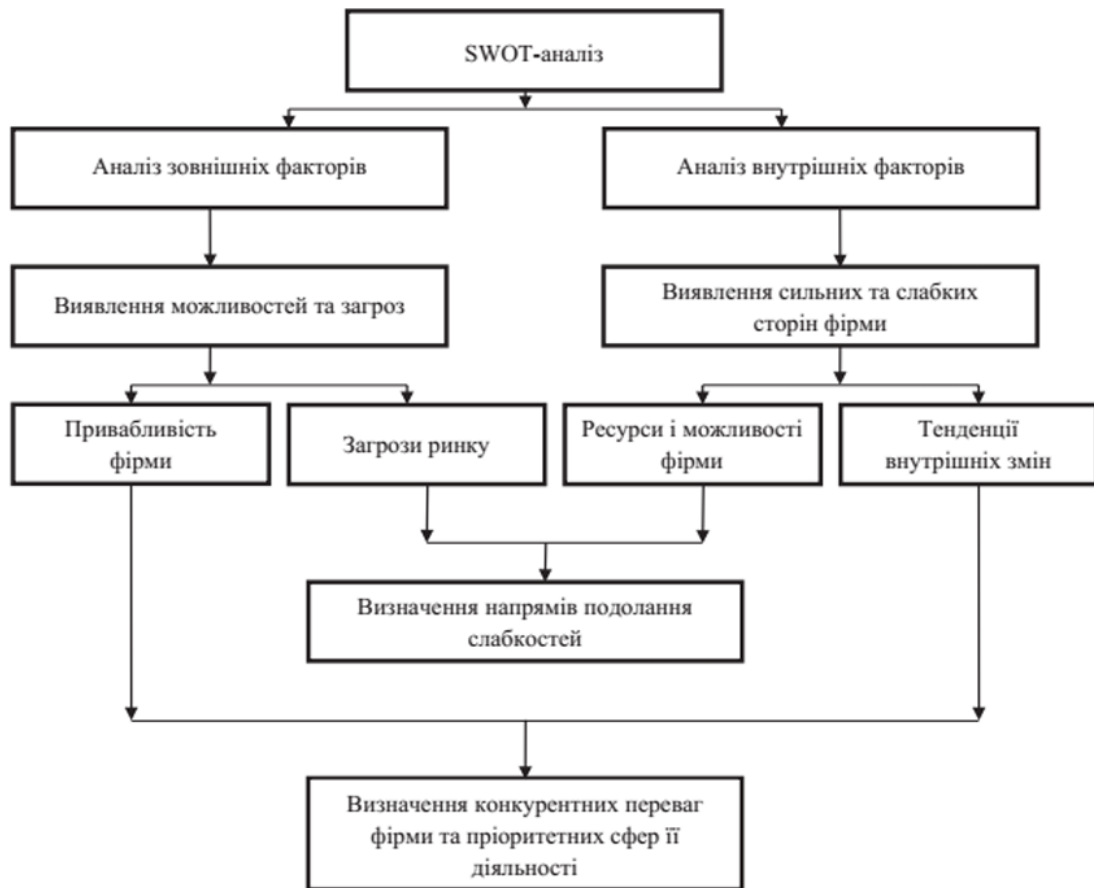 SWOT-аналіз
Аналіз зовнішніх факторів
Аналіз внутрішніх факторів
Виявлення можливостей та загроз
Виявлення сильних та слабких
сторін фірми
Привабливість
фірми
Загрози ринку
Ресурси і можливості
фірми
Тенденції
внутрішніх змін
Визначення напрямів подолання
слабкостей
Визначення конкурентних переваг
фірми та пріоритетних сфер її
діяльності